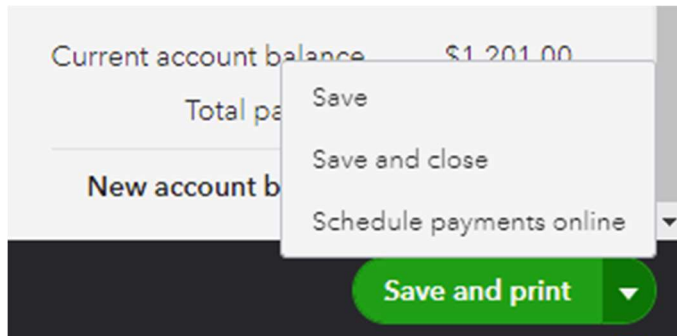 Current account balance $1,201.00
Total pa
Save
New account b
Save and close
Schedule payments online
Save and print